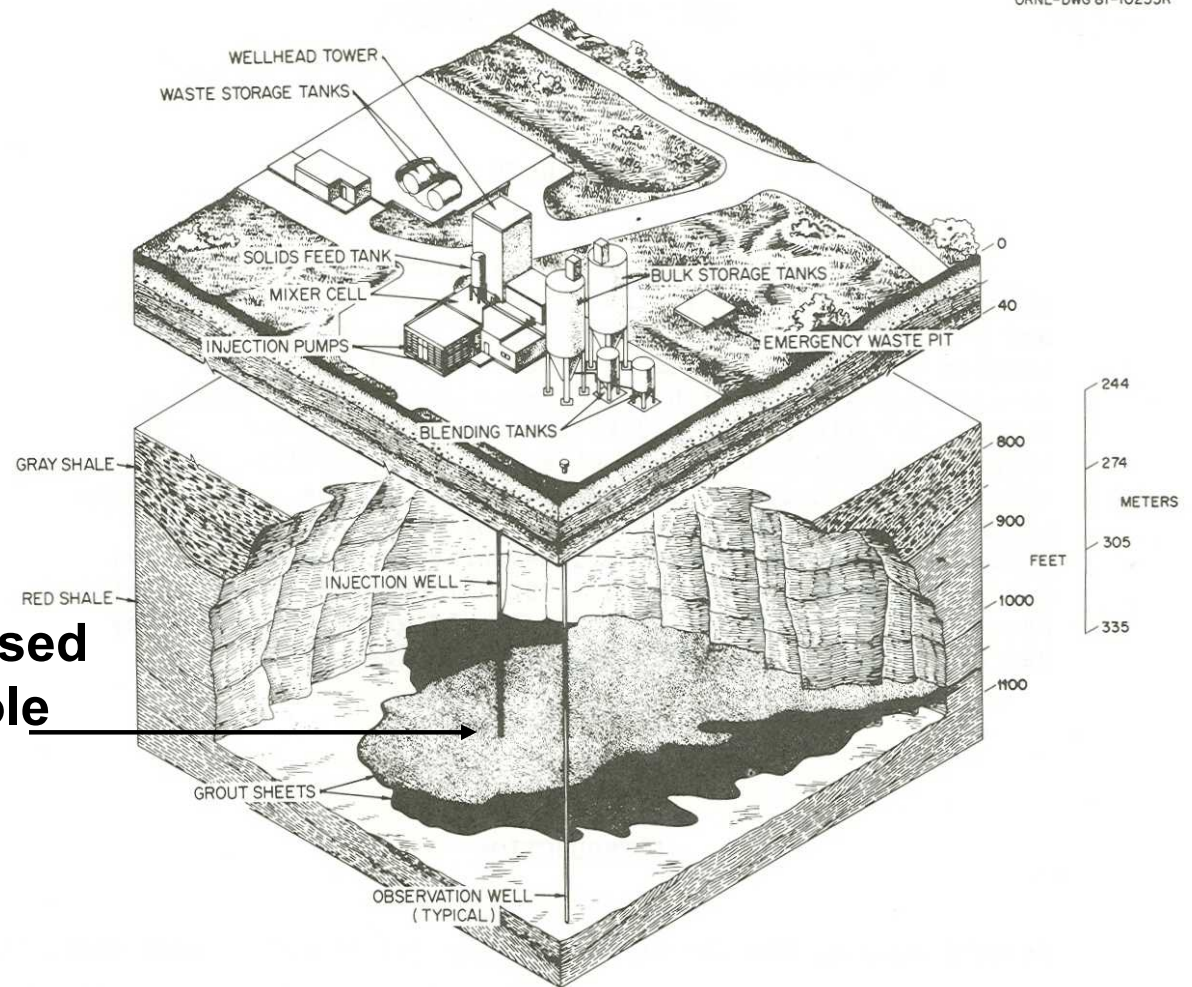 WELLHEAD TOWER
WASTE STORAGE TANKS
SOLIDS FEED TANK
MIXER CELL
INJECTION PUMPS
BULK STORAGE TANKS
EMERGENCY WASTE PIT
BLENDING TANKS
0
40
GRAY SHALE
RED SHALE
INJECTION WELL
800
900
FEET
1000
1100
244
274
METERS
305
335
GROUT SHEETS
OBSERVATION WELL
(TYPICAL)